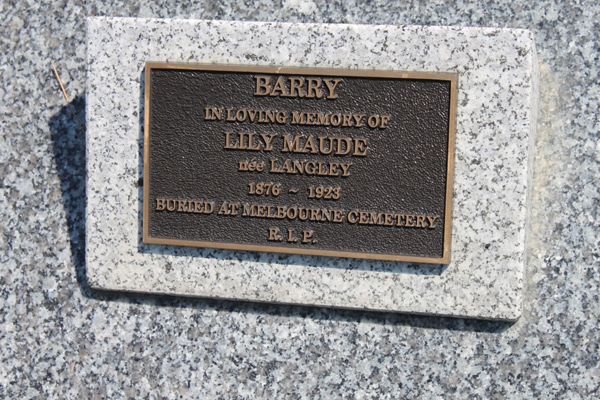 BARRY
IN LOVING MEMORY OF
LILY MAUDE
née LANGLEY
1876 ~ 1923
BURIED AT MELBOURNE CEMETERY
R. I. P.